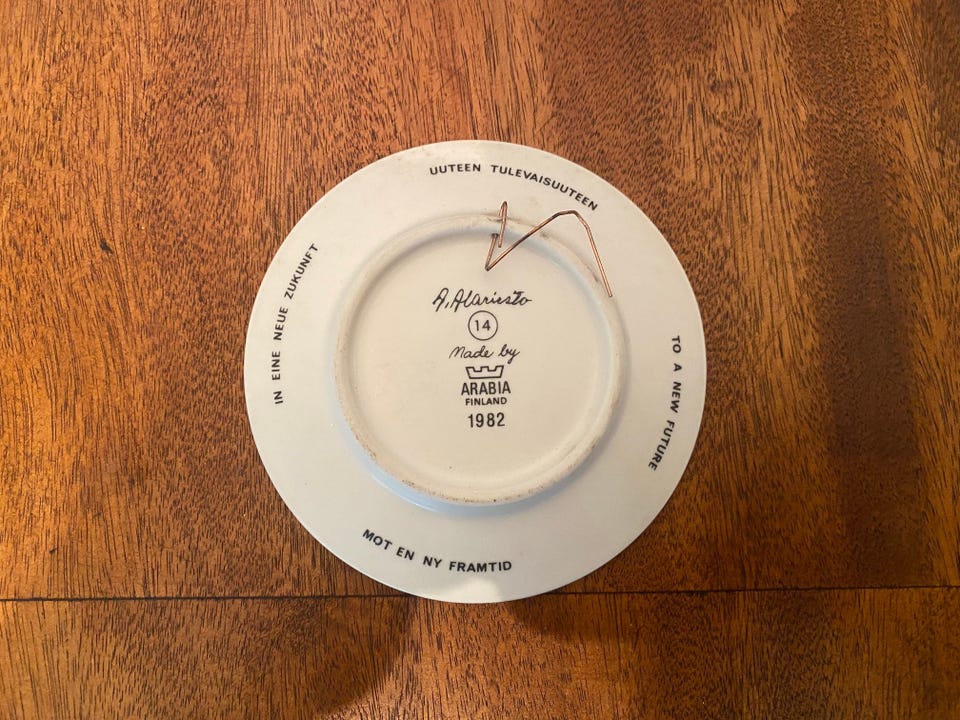 UUTEEN TULEVAISUUTEEN
IN EINE NEUE ZUKUNFT
TO A NEW FUTURE
MOT EN NY FRAMTID
A. Alariesto
14
Made by
ARABIA
FINLAND
1982